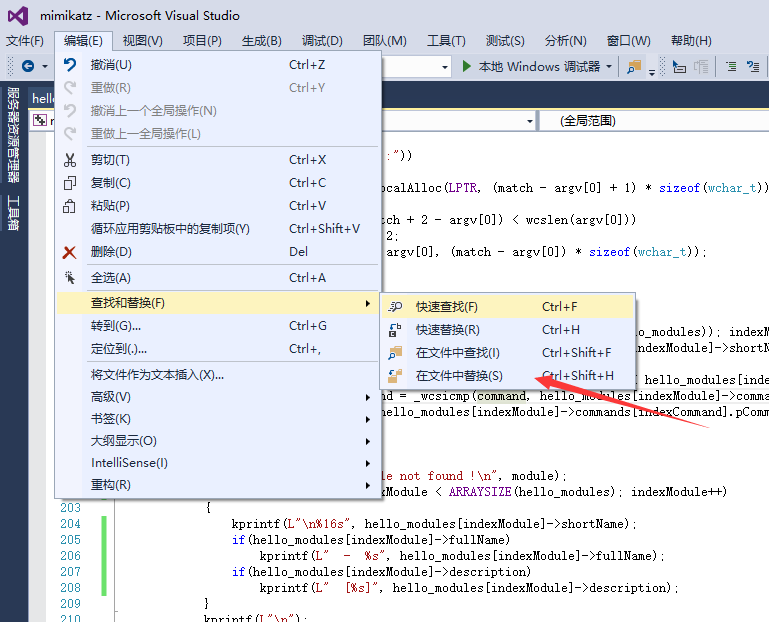 mimikatz - Microsoft Visual Studio
文件(F) 编辑(E) 视图(V) 项目(P) 生成(B) 调试(D) 团队(M) 工具(T) 测试(S) 分析(N) 窗口(W) 帮助(H)
本地 Windows 调试器
服务器资源管理器
工具箱
hello
(全局范围)
撤消(U) Ctrl+Z
重做(R) Ctrl+Y
撤消上一个全局操作(N)
重做上一全局操作(L)
剪切(T) Ctrl+X
复制(C) Ctrl+C
粘贴(P) Ctrl+V
循环应用剪贴板中的复制项(Y) Ctrl+Shift+V
删除(D) Del
全选(A) Ctrl+A
查找和替换(F)
转到(G)... Ctrl+G
定位到(.)... Ctrl+,
将文件作为文本插入(X)...
高级(V)
书签(K)
大纲显示(O)
IntelliSense(I)
重构(R)
快速查找(F) Ctrl+F
快速替换(R) Ctrl+H
在文件中查找(I) Ctrl+Shift+F
在文件中替换(S) Ctrl+Shift+H
:"))
ocalAlloc(LPTR, (match - argv[0] + 1) * sizeof(wchar_t))
tch + 2 - argv[0]) < wcslen(argv[0]))
2;
argv[0], (match - argv[0]) * sizeof(wchar_t));
lo_modules)); indexM
ndexModule]->shortN
hello_modules[inde
nd = _wcsicmp(command, hello_modules[indexModule]->comma
hello_modules[indexModule]->commands[indexCommand].pComm
le not found !\n", module);
xModule < ARRAYSIZE(hello_modules); indexModule++)
203 {
204 kprintf(L"\n%16s", hello_modules[indexModule]->shortName);
205 if(hello_modules[indexModule]->fullName)
206 kprintf(L"  -  %s", hello_modules[indexModule]->fullName);
207 if(hello_modules[indexModule]->description)
208 kprintf(L"  [%s]", hello_modules[indexModule]->description);
209 }
210 kprintf(L"\n");